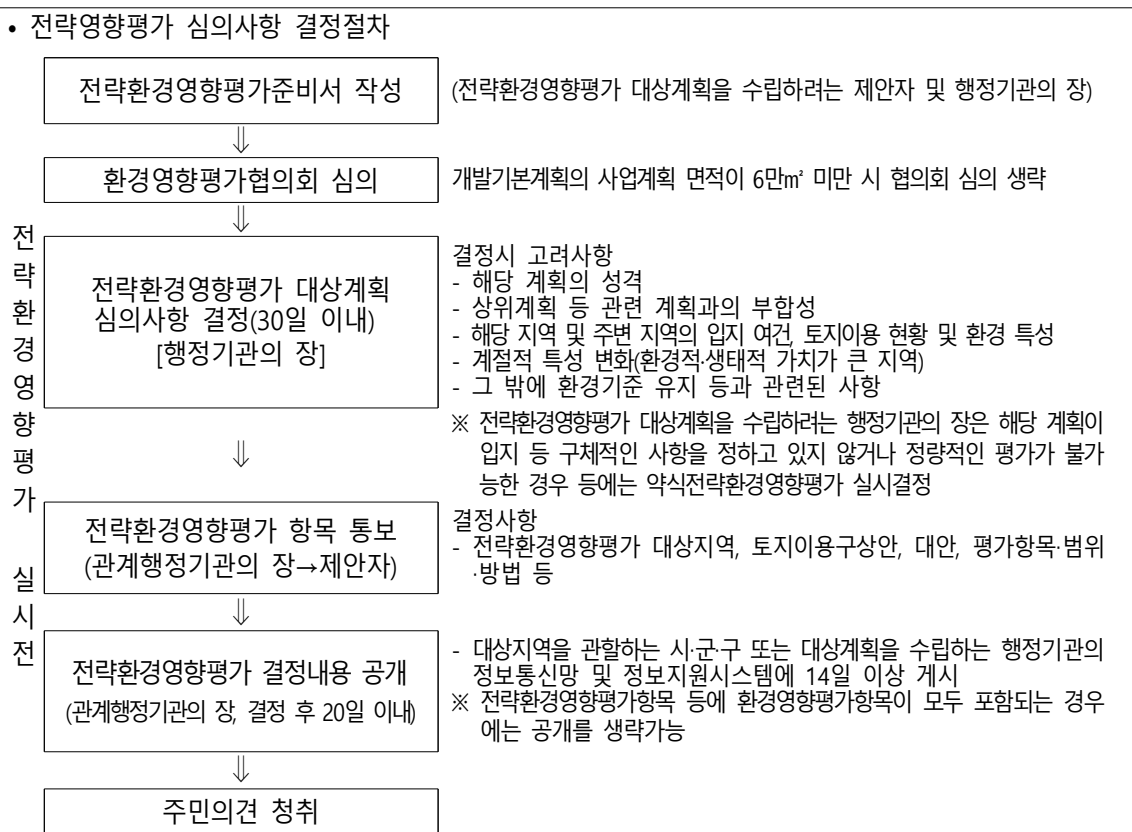 • 전략영향평가 심의사항 결정절차
전략환경영향평가준비서 작성
(전략환경영향평가 대상계획을 수립하려는 제안자 및 행정기관의 장)
⇓
환경영향평가협의회 심의
개발기본계획의 사업계획 면적이 6만㎡ 미만 시 협의회 심의 생략
⇓
전략환경영향평가 실시전
전략환경영향평가 대상계획
심의사항 결정(30일 이내)
[행정기관의 장]
결정시 고려사항
- 해당 계획의 성격
- 상위계획 등 관련 계획과의 부합성
- 해당 지역 및 주변 지역의 입지 여건, 토지이용 현황 및 환경 특성
- 계절적 특성 변화(환경적·생태적 가치가 큰 지역)
- 그 밖에 환경기준 유지 등과 관련된 사항
※ 전략환경영향평가 대상계획을 수립하려는 행정기관의 장은 해당 계획이
입지 등 구체적인 사항을 정하고 있지 않거나 정량적인 평가가 불가
능한 경우 등에는 약식전략환경영향평가 실시결정
⇓
전략환경영향평가 항목 통보
(관계행정기관의 장→제안자)
결정사항
- 전략환경영향평가 대상지역, 토지이용구상안, 대안, 평가항목·범위
·방법 등
⇓
전략환경영향평가 결정내용 공개
(관계행정기관의 장, 결정 후 20일 이내)
- 대상지역을 관할하는 시·군·구 또는 대상계획을 수립하는 행정기관의
정보통신망 및 정보지원시스템에 14일 이상 게시
※ 전략환경영향평가항목 등에 환경영향평가항목이 모두 포함되는 경우
에는 공개를 생략가능
⇓
주민의견 청취